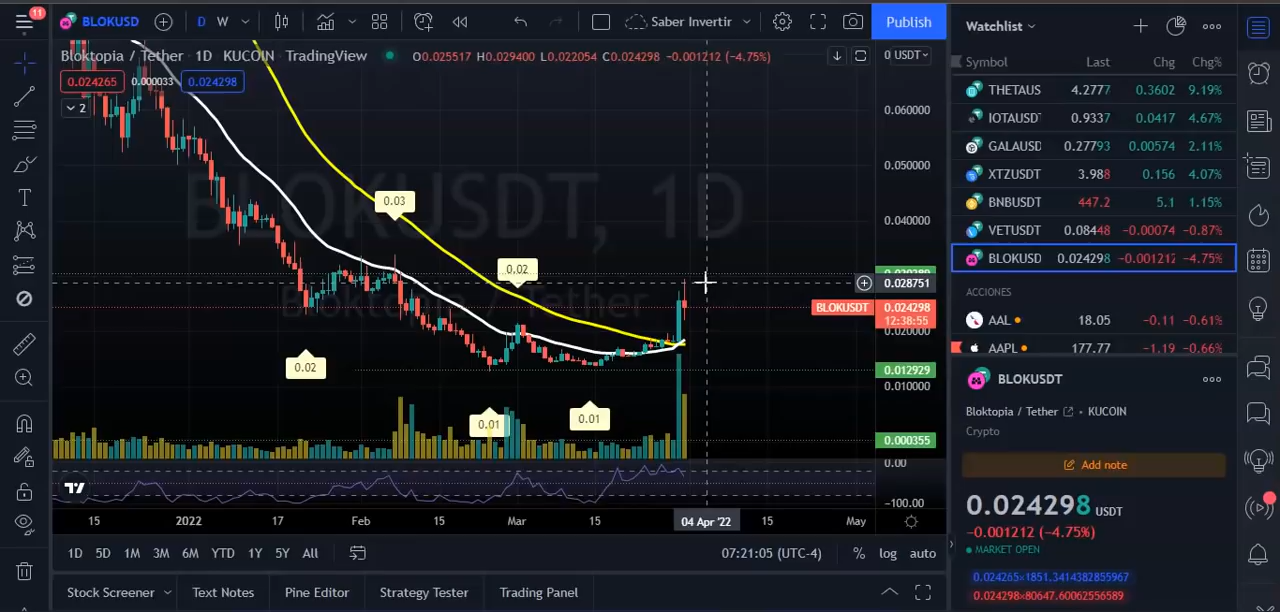 11
BLOKUSD
D W
Saber Invertir
Publish
Bloktopia / Tether · 1D · KUCOIN · TradingView
O0.025517 H0.029400 L0.022054 C0.024298 −0.001212 (−4.75%)
0 USDT
0.024265 0.000033 0.024298
2
BLOKUSDT, 1D
Bloktopia / Tether
0.03
0.02
0.02
0.01
0.01
0.060000
0.050000
0.040000
0.028751
BLOKUSDT 0.024298
12:38:55
0.020000
0.012929
0.010000
0.000355
0.00
−100.00
15 2022 17 Feb 15 Mar 15 04 Apr '22 15 May
1D 5D 1M 3M 6M YTD 1Y 5Y All
07:21:05 (UTC-4) % log auto
Stock Screener Text Notes Pine Editor Strategy Tester Trading Panel
Watchlist
Symbol Last Chg Chg%
THETAUS 4.2777 0.3602 9.19%
IOTAUSDT 0.9337 0.0417 4.67%
GALAUSD 0.27793 0.00574 2.11%
XTZUSDT 3.988 0.156 4.07%
BNBUSDT 447.2 5.1 1.15%
VETUSDT 0.08448 −0.00074 −0.87%
BLOKUSD 0.024298 −0.001212 −4.75%
ACCIONES
AAL 18.05 −0.11 −0.61%
AAPL 177.77 −1.19 −0.66%
BLOKUSDT
Bloktopia / Tether · KUCOIN
Crypto
Add note
0.024298 USDT
−0.001212 (−4.75%)
MARKET OPEN
0.024265×1851.3414382855967
0.024298×80647.60062556589